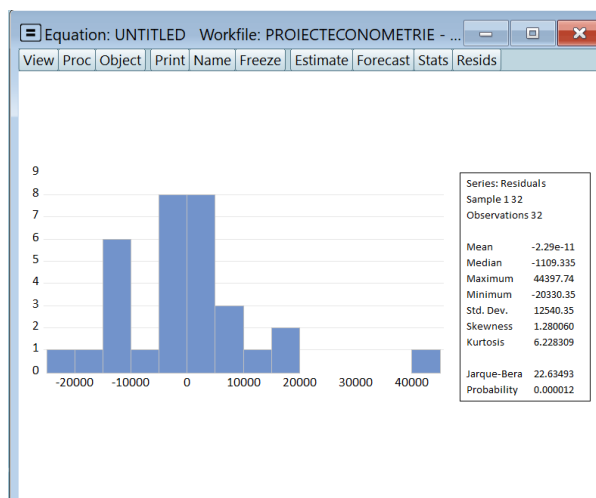 Equation: UNTITLED Workfile: PROIECTECONOMETRIE - ...
View Proc Object Print Name Freeze Estimate Forecast Stats Resids
9
8
7
6
5
4
3
2
1
0
-20000 -10000 0 10000 20000 30000 40000
Series: Residuals
Sample 1 32
Observations 32
Mean -2.29e-11
Median -1109.335
Maximum 44397.74
Minimum -20330.35
Std. Dev. 12540.35
Skewness 1.280060
Kurtosis 6.228309
Jarque-Bera 22.63493
Probability 0.000012